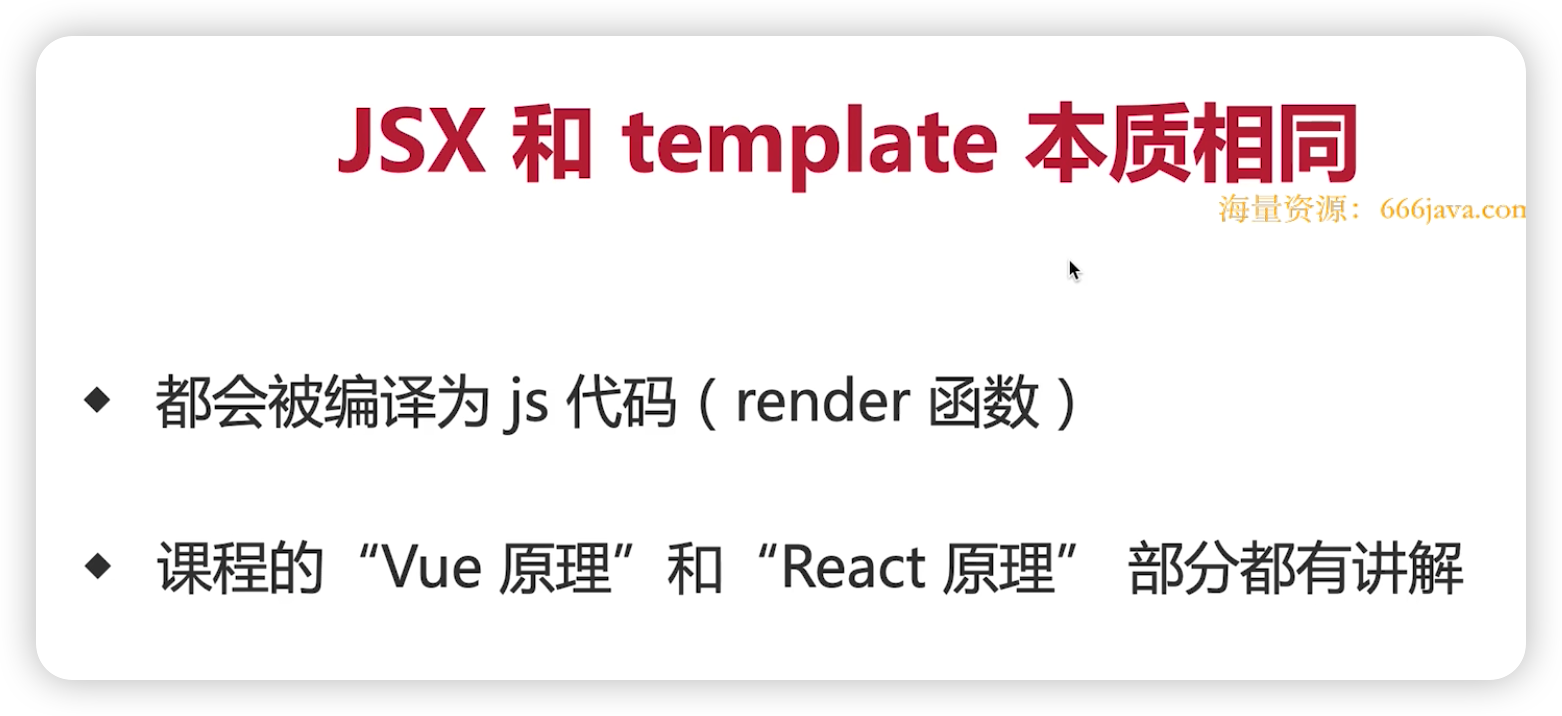 JSX 和 template 本质相同
海量资源：666java.com
◆ 都会被编译为 js 代码（render 函数）
◆ 课程的“Vue 原理”和“React 原理” 部分都有讲解